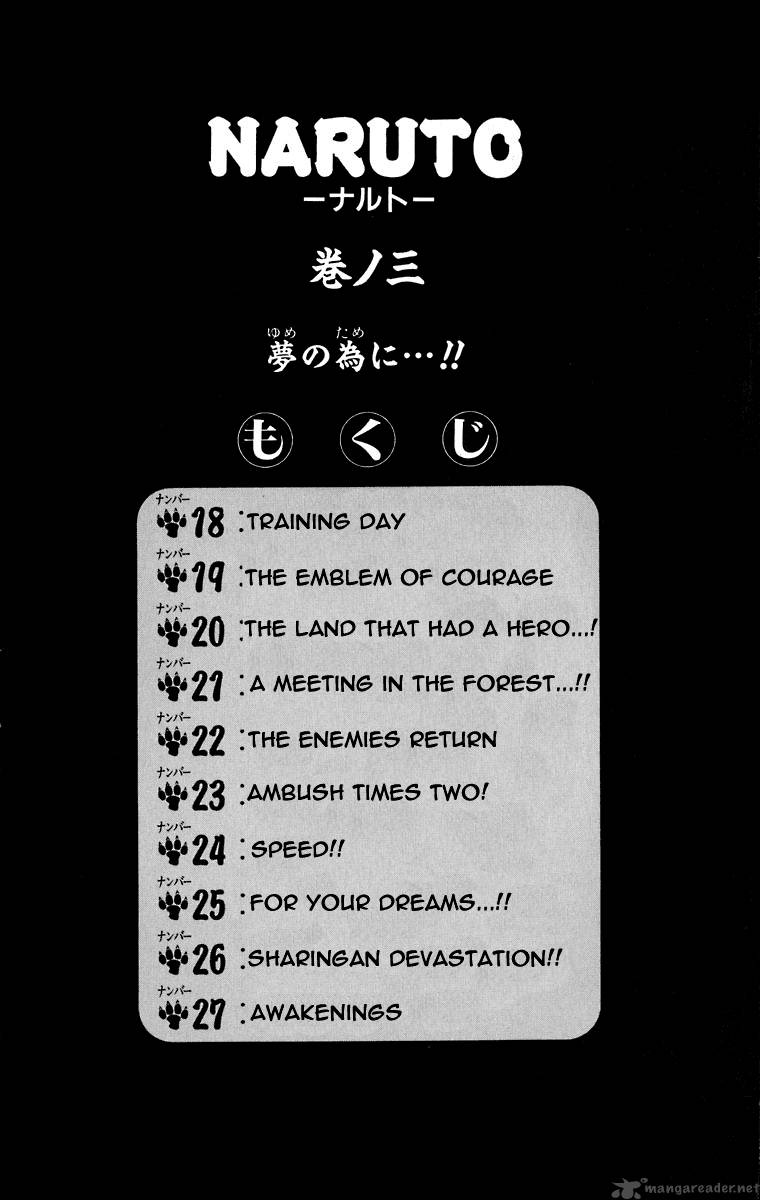 NARUTO
ーナルトー
巻ノ三
ゆめ ため
夢の為に…!!
もくじ
ナンバー
18 :TRAINING DAY
ナンバー
19 :THE EMBLEM OF COURAGE
ナンバー
20 :THE LAND THAT HAD A HERO...!
ナンバー
21 :A MEETING IN THE FOREST...!!
ナンバー
22 :THE ENEMIES RETURN
ナンバー
23 :AMBUSH TIMES TWO!
ナンバー
24 :SPEED!!
ナンバー
25 :FOR YOUR DREAMS...!!
ナンバー
26 :SHARINGAN DEVASTATION!!
ナンバー
27 :AWAKENINGS
mangareader.net